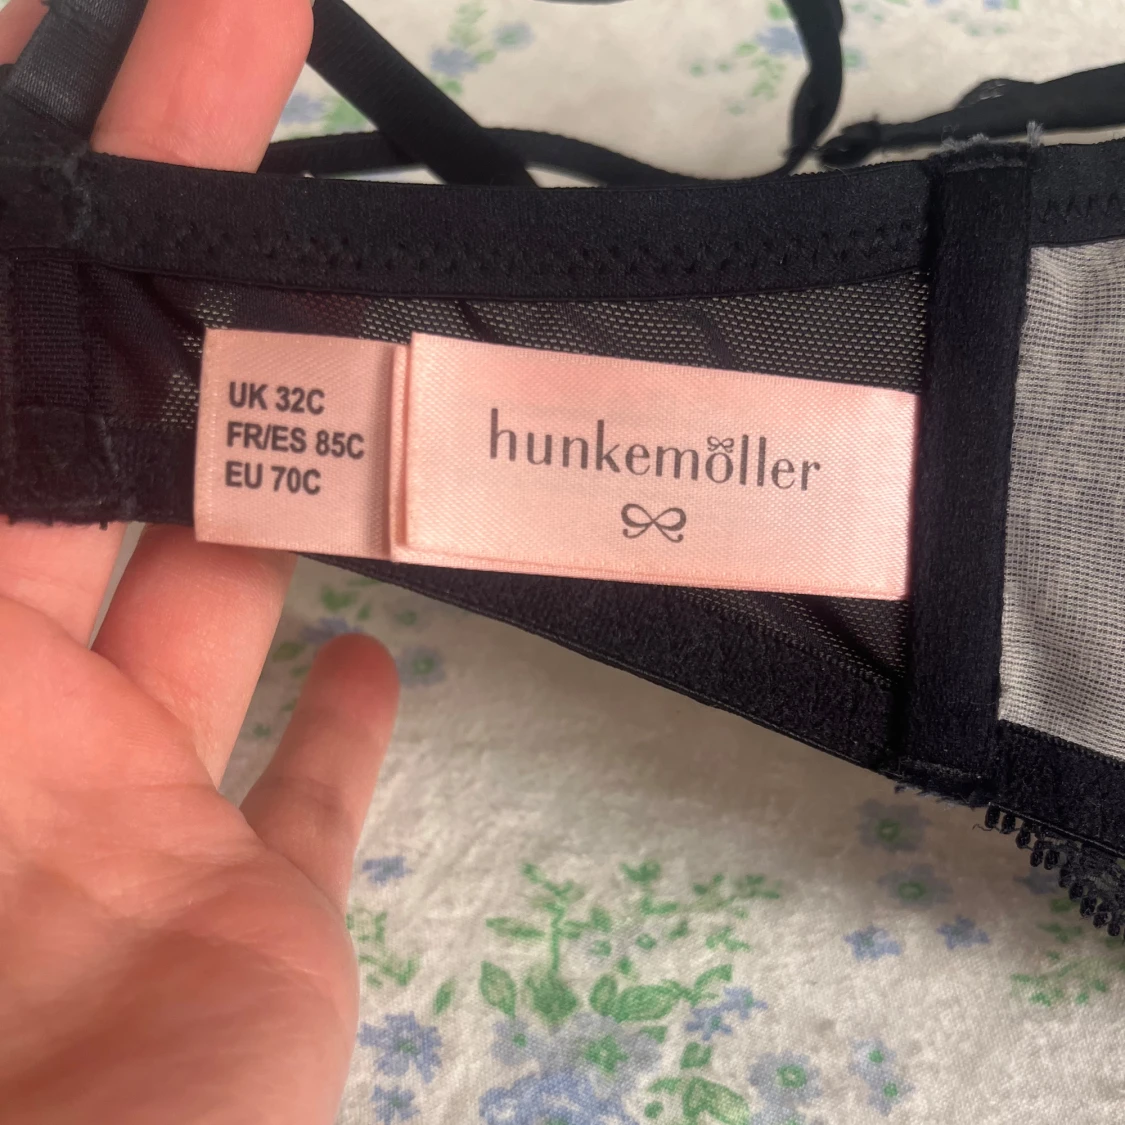 UK 32C
FR/ES 85C
EU 70C
hunkemöller